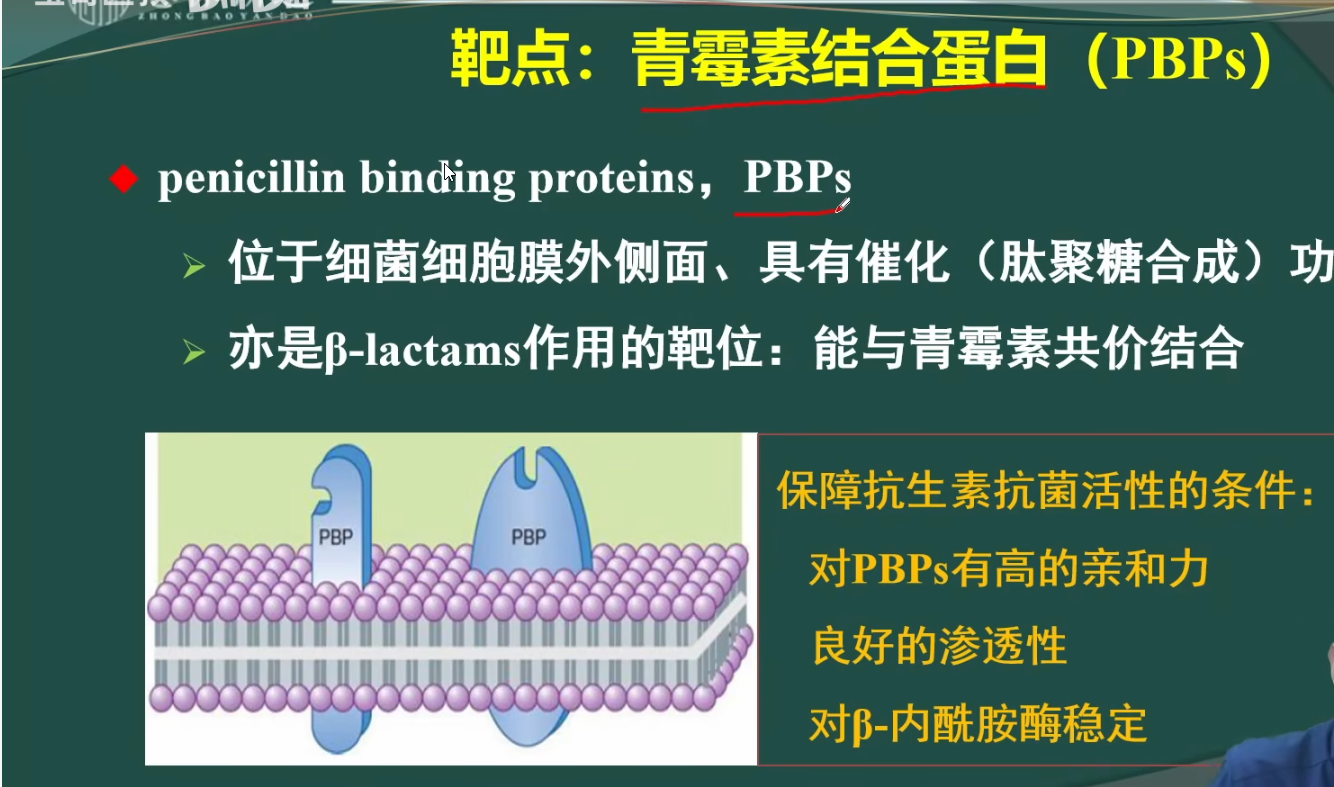 ZHONGBAOYANDAO
靶点：青霉素结合蛋白（PBPs）
penicillin binding proteins，PBPs
位于细菌细胞膜外侧面、具有催化（肽聚糖合成）功
亦是β-lactams作用的靶位：能与青霉素共价结合
PBP
PBP
保障抗生素抗菌活性的条件：
对PBPs有高的亲和力
良好的渗透性
对β-内酰胺酶稳定